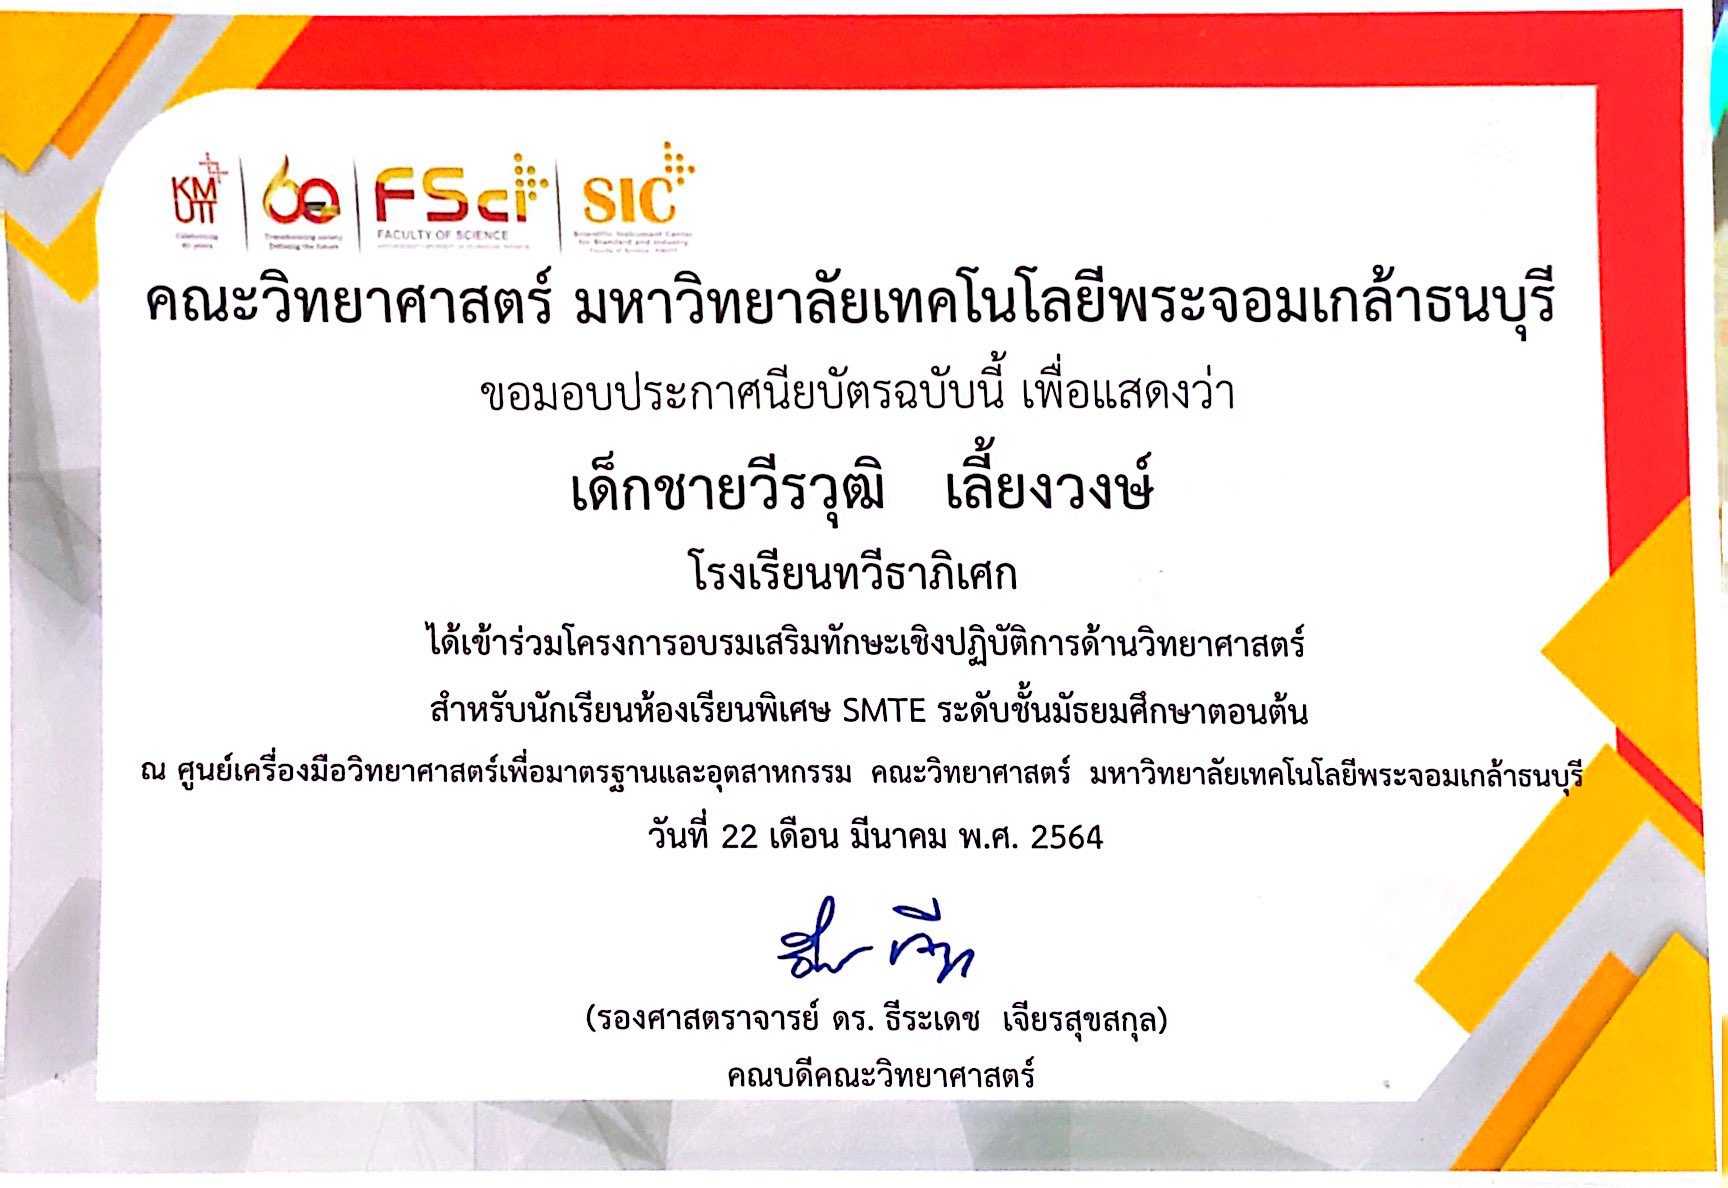 KM
UTT
60
FSci
SIC
FACULTY OF SCIENCE
Scientific Instrument Center
for Standard and Industry
คณะวิทยาศาสตร์ มหาวิทยาลัยเทคโนโลยีพระจอมเกล้าธนบุรี
ขอมอบประกาศนียบัตรฉบับนี้ เพื่อแสดงว่า
เด็กชายวีรวุฒิ เลี้ยงวงษ์
โรงเรียนทวีธาภิเศก
ได้เข้าร่วมโครงการอบรมเสริมทักษะเชิงปฏิบัติการด้านวิทยาศาสตร์
สำหรับนักเรียนห้องเรียนพิเศษ SMTE ระดับชั้นมัธยมศึกษาตอนต้น
ณ ศูนย์เครื่องมือวิทยาศาสตร์เพื่อมาตรฐานและอุตสาหกรรม คณะวิทยาศาสตร์ มหาวิทยาลัยเทคโนโลยีพระจอมเกล้าธนบุรี
วันที่ 22 เดือน มีนาคม พ.ศ. 2564
(รองศาสตราจารย์ ดร. ธีระเดช เจียรสุขสกุล)
คณบดีคณะวิทยาศาสตร์